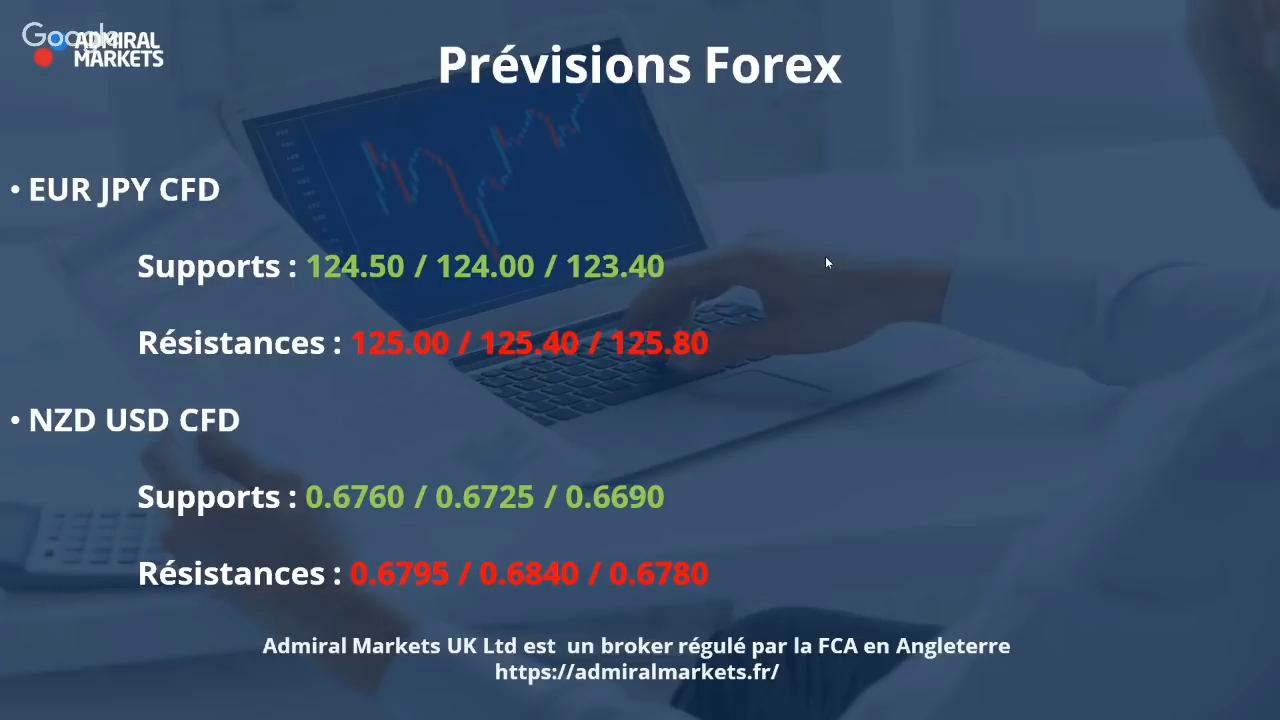 Google
ADMIRAL
MARKETS
Prévisions Forex
• EUR JPY CFD
Supports : 124.50 / 124.00 / 123.40
Résistances : 125.00 / 125.40 / 125.80
• NZD USD CFD
Supports : 0.6760 / 0.6725 / 0.6690
Résistances : 0.6795 / 0.6840 / 0.6780
Admiral Markets UK Ltd est  un broker régulé par la FCA en Angleterre
https://admiralmarkets.fr/